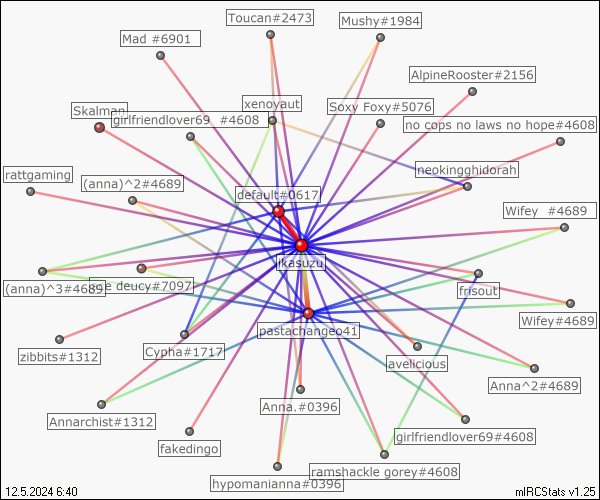 Toucan#2473
Mushy#1984
Mad #6901
AlpineRooster#2156
xenoyaut
Skalman
Soxy Foxy#5076
girlfriendlover69 #4608
no cops no laws no hope#4608
rattgaming
(anna)^2#4689
neokingghidorah
default#0617
Wifey #4689
ikasuzu
(anna)^3#4689
e deucy#7097
frisout
pastachangeo41
Wifey#4689
zibbits#1312
Cypha#1717
avelicious
Anna^2#4689
Anna.#0396
Annarchist#1312
girlfriendlover69#4608
fakedingo
ramshackle gorey#4608
hypomanianna#0396
12.5.2024 6:40
mIRCStats v1.25